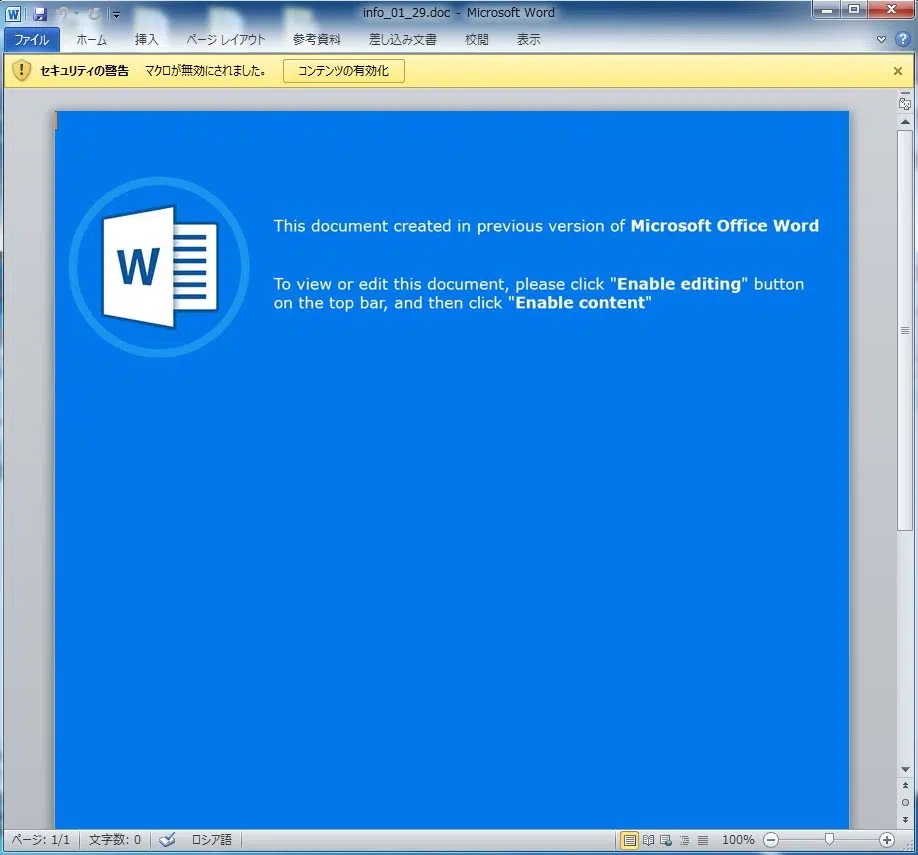 info_01_29.doc - Microsoft Word
ファイル ホーム 挿入 ページ レイアウト 参考資料 差し込み文書 校閲 表示
セキュリティの警告 マクロが無効にされました。 コンテンツの有効化
W
This document created in previous version of Microsoft Office Word
To view or edit this document, please click "Enable editing" button
on the top bar, and then click "Enable content"
ページ: 1/1 文字数: 0 ロシア語 100%